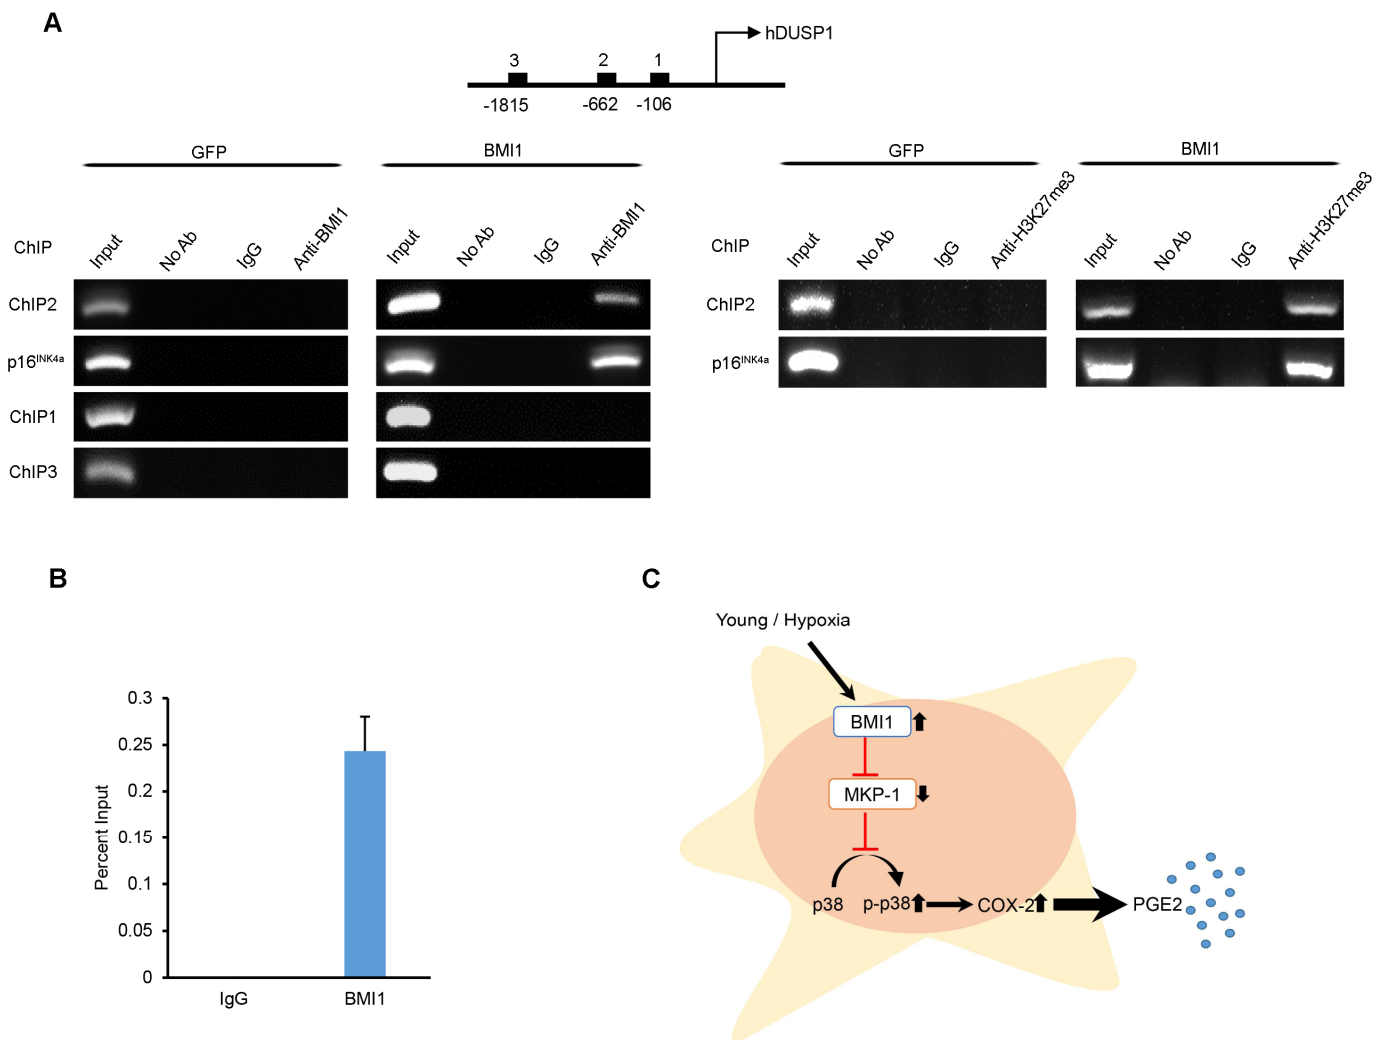 A
hDUSP1
3 2 1
-1815 -662 -106
GFP BMI1 GFP BMI1
ChIP Input No Ab IgG Anti-BMI1 Input No Ab IgG Anti-BMI1 ChIP Input No Ab IgG Anti-H3K27me3 Input No Ab IgG Anti-H3K27me3
ChIP2 ChIP2
p16INK4a p16INK4a
ChIP1
ChIP3
B
Percent Input
0.3
0.25
0.2
0.15
0.1
0.05
0
IgG BMI1
C
Young / Hypoxia
BMI1
MKP-1
p38 p-p38 COX-2 PGE2